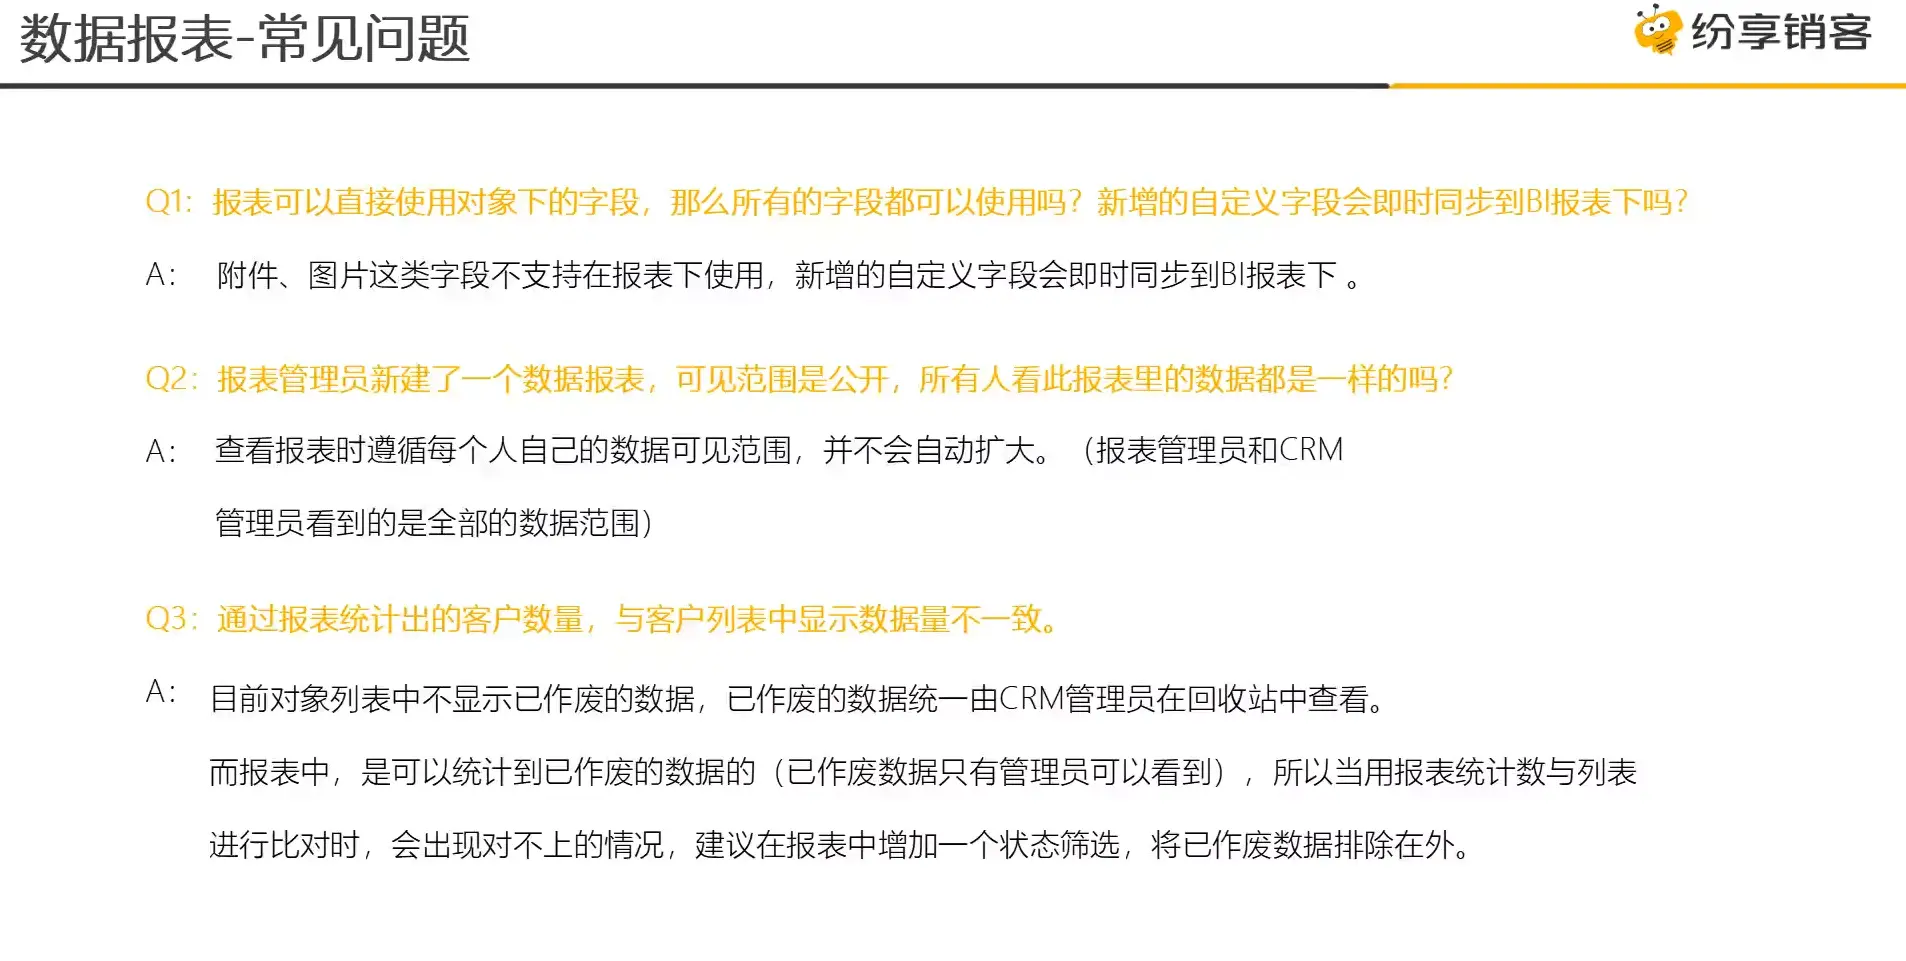 数据报表-常见问题
纷享销客
Q1：报表可以直接使用对象下的字段，那么所有的字段都可以使用吗？新增的自定义字段会即时同步到BI报表下吗？
A： 附件、图片这类字段不支持在报表下使用，新增的自定义字段会即时同步到BI报表下 。
Q2：报表管理员新建了一个数据报表，可见范围是公开，所有人看此报表里的数据都是一样的吗？
A： 查看报表时遵循每个人自己的数据可见范围，并不会自动扩大。（报表管理员和CRM
管理员看到的是全部的数据范围）
Q3：通过报表统计出的客户数量，与客户列表中显示数据量不一致。
A： 目前对象列表中不显示已作废的数据，已作废的数据统一由CRM管理员在回收站中查看。
而报表中，是可以统计到已作废的数据的（已作废数据只有管理员可以看到），所以当用报表统计数与列表
进行比对时，会出现对不上的情况，建议在报表中增加一个状态筛选，将已作废数据排除在外。